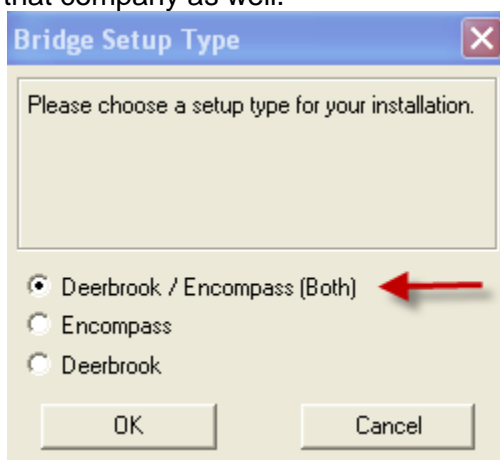 that company as well.
Bridge Setup Type
Please choose a setup type for your installation.
Deerbrook / Encompass (Both)
Encompass
Deerbrook
OK Cancel